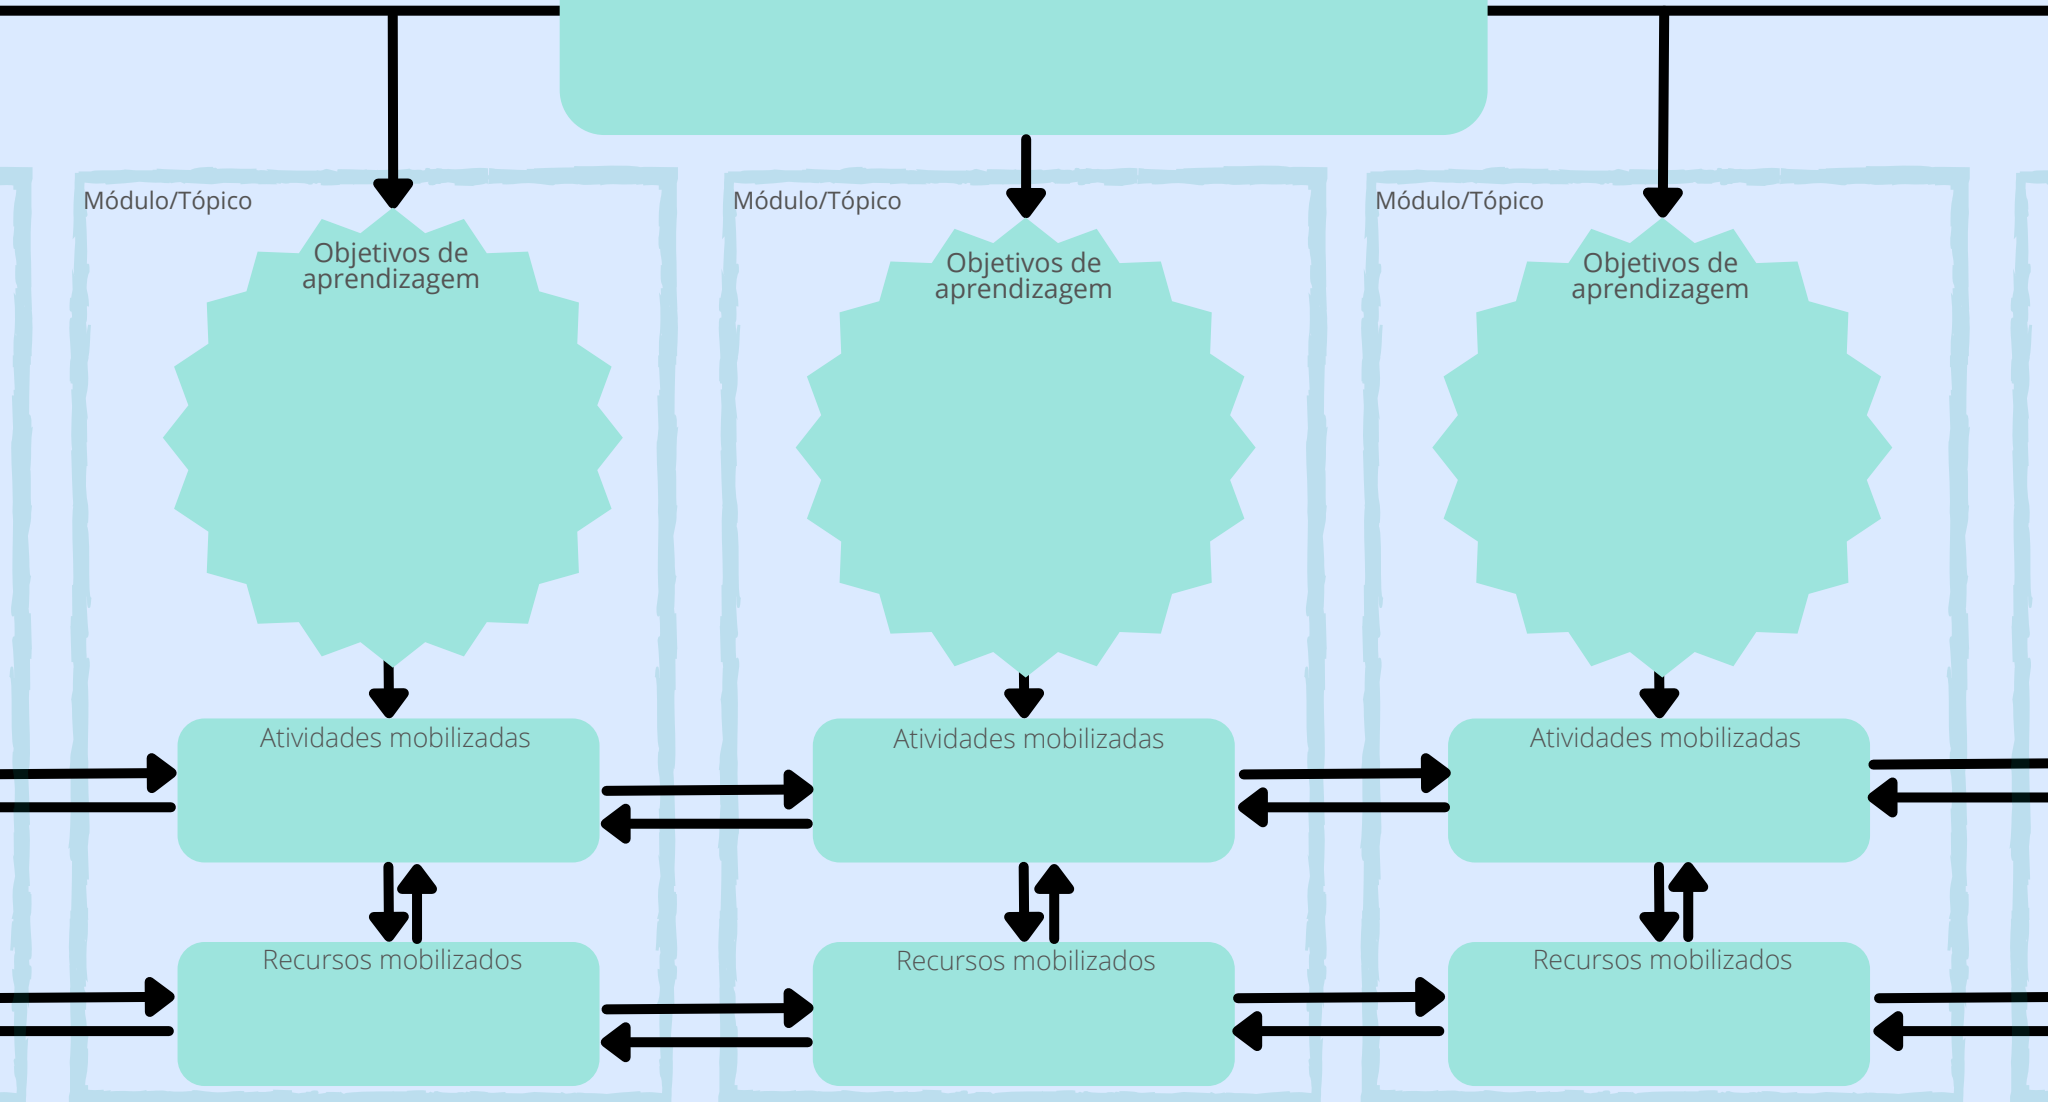 Módulo/Tópico
Objetivos de
aprendizagem
Atividades mobilizadas
Recursos mobilizados
Módulo/Tópico
Objetivos de
aprendizagem
Atividades mobilizadas
Recursos mobilizados
Módulo/Tópico
Objetivos de
aprendizagem
Atividades mobilizadas
Recursos mobilizados